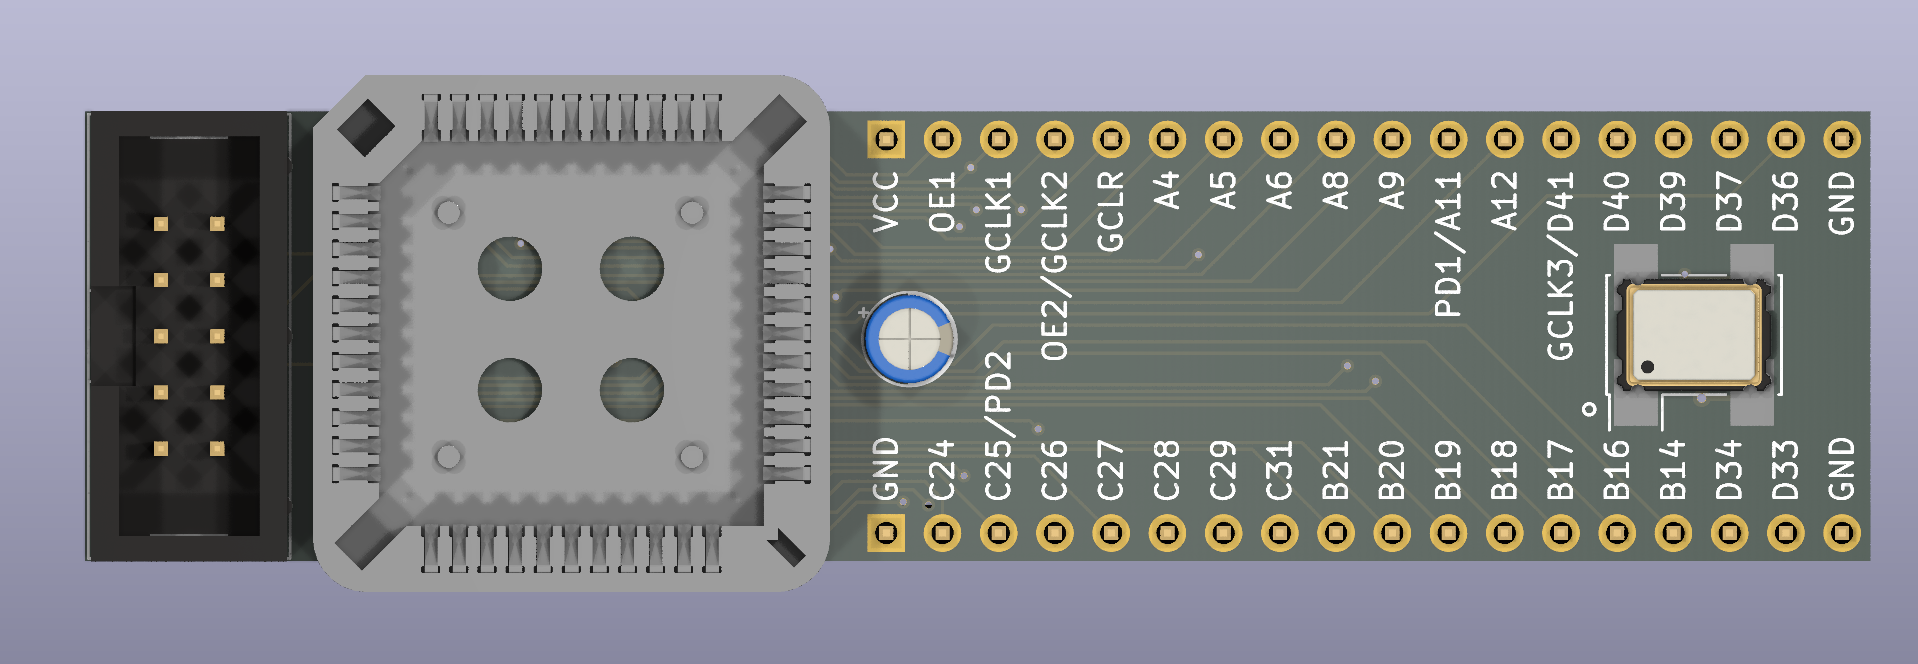 VCC
OE1
GCLK1
OE2/GCLK2
GCLR
A4
A5
A6
A8
A9
PD1/A11
A12
GCLK3/D41
D40
D39
D37
D36
GND
+
GND
C24
C25/PD2
C26
C27
C28
C29
C31
B21
B20
B19
B18
B17
B16
B14
D34
D33
GND